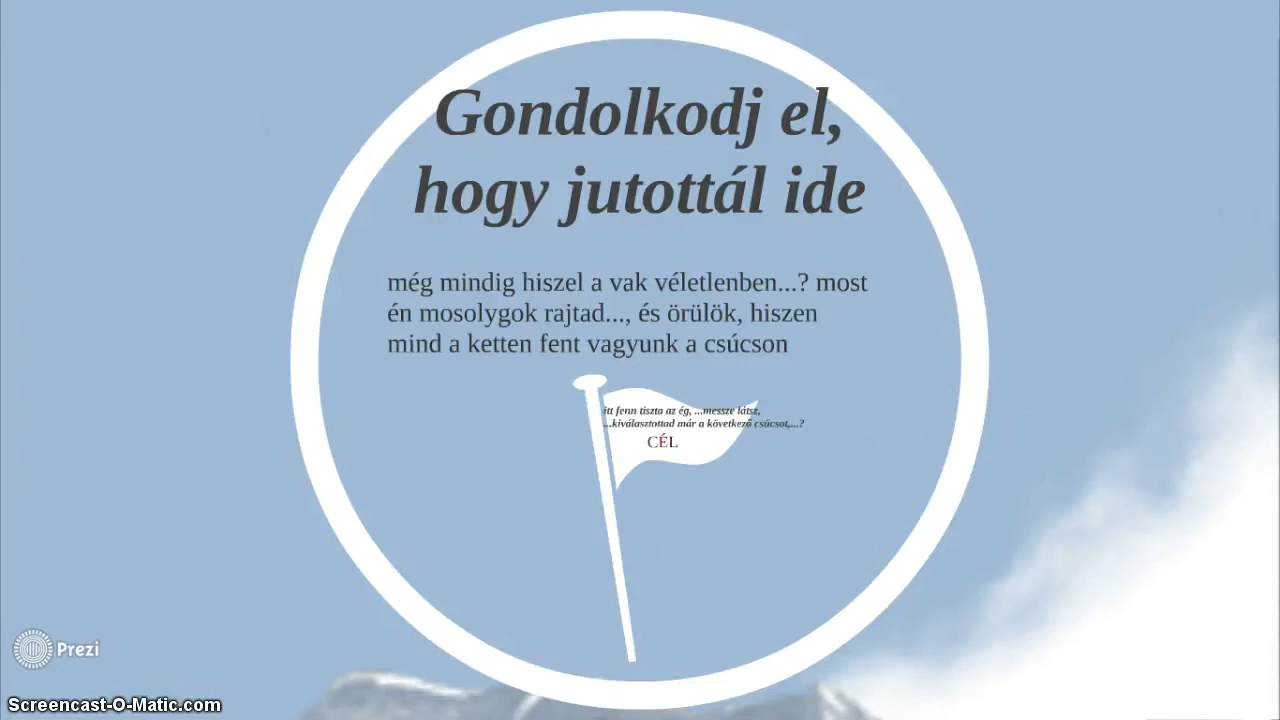 Gondolkodj el,
hogy jutottál ide
még mindig hiszel a vak véletlenben...? most
én mosolygok rajtad..., és örülök, hiszen
mind a ketten fent vagyunk a csúcson
itt fenn tiszta az ég, ...messze látsz,
...kiválasztottad már a következő csúcsot,...?
CÉL
Prezi
Screencast-O-Matic.com